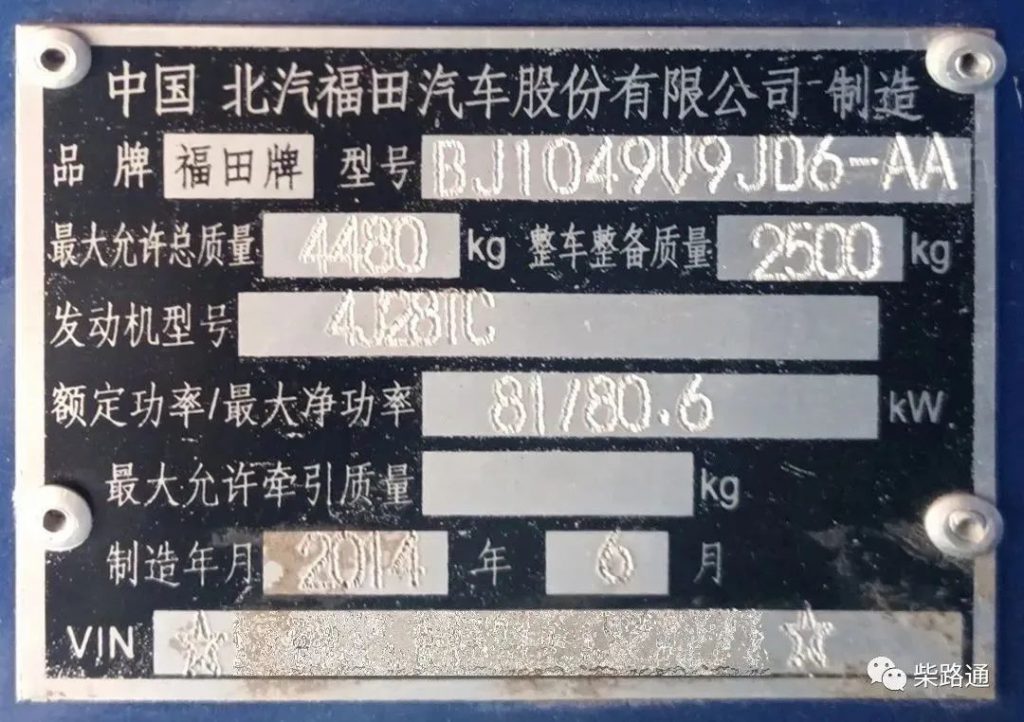 中国 北汽福田汽车股份有限公司 制造
品牌 福田牌 型号 BJ1049V9JD6-AA
最大允许总质量 4480 kg 整车整备质量 2500 kg
发动机型号 4J28TC
额定功率/最大净功率 81/80.6 kW
最大允许牵引质量 kg
制造年月 2014 年 6 月
VIN ☆ ☆
柴路通